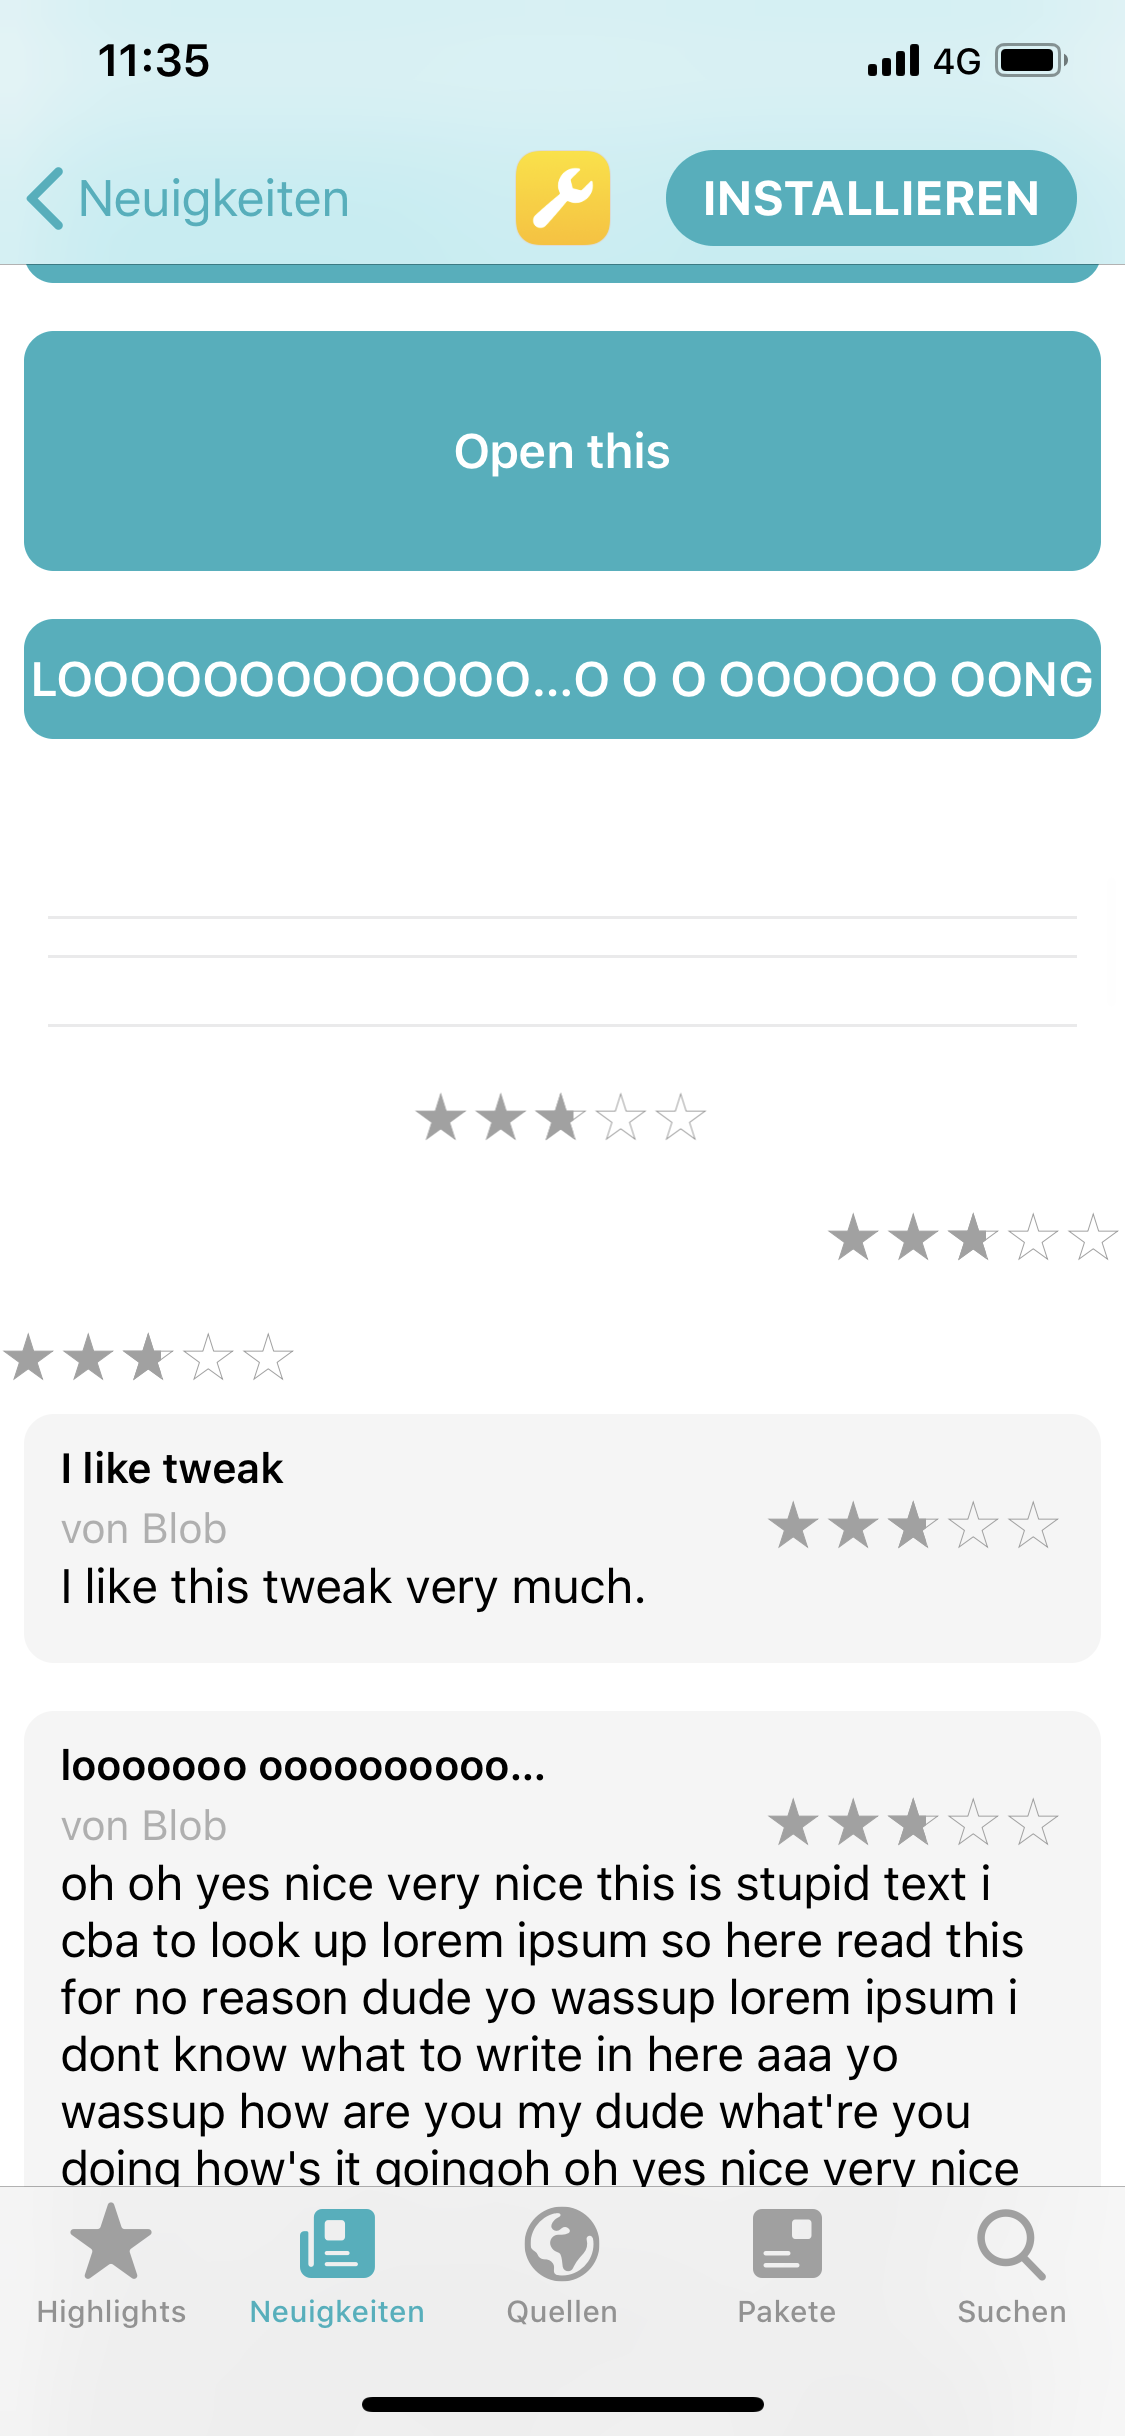 11:35
4G
Neuigkeiten
INSTALLIEREN
Open this
LOOOOOOOOOOOOO...O O O OOOOOO OONG
I like tweak
von Blob
I like this tweak very much.
looooooo oooooooooo...
von Blob
oh oh yes nice very nice this is stupid text i
cba to look up lorem ipsum so here read this
for no reason dude yo wassup lorem ipsum i
dont know what to write in here aaa yo
wassup how are you my dude what're you
doing how's it goingoh oh yes nice very nice
Highlights
Neuigkeiten
Quellen
Pakete
Suchen